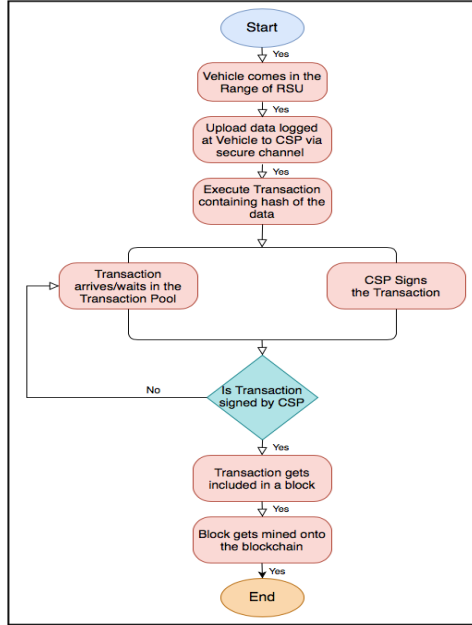 Start
Yes
Vehicle comes in the
Range of RSU
Yes
Upload data logged
at Vehicle to CSP via
secure channel
Yes
Execute Transaction
containing hash of the
data
Transaction
arrives/waits in the
Transaction Pool
CSP Signs
the Transaction
No
Is Transaction
signed by CSP
Yes
Transaction gets
included in a block
Yes
Block gets mined onto
the blockchain
Yes
End